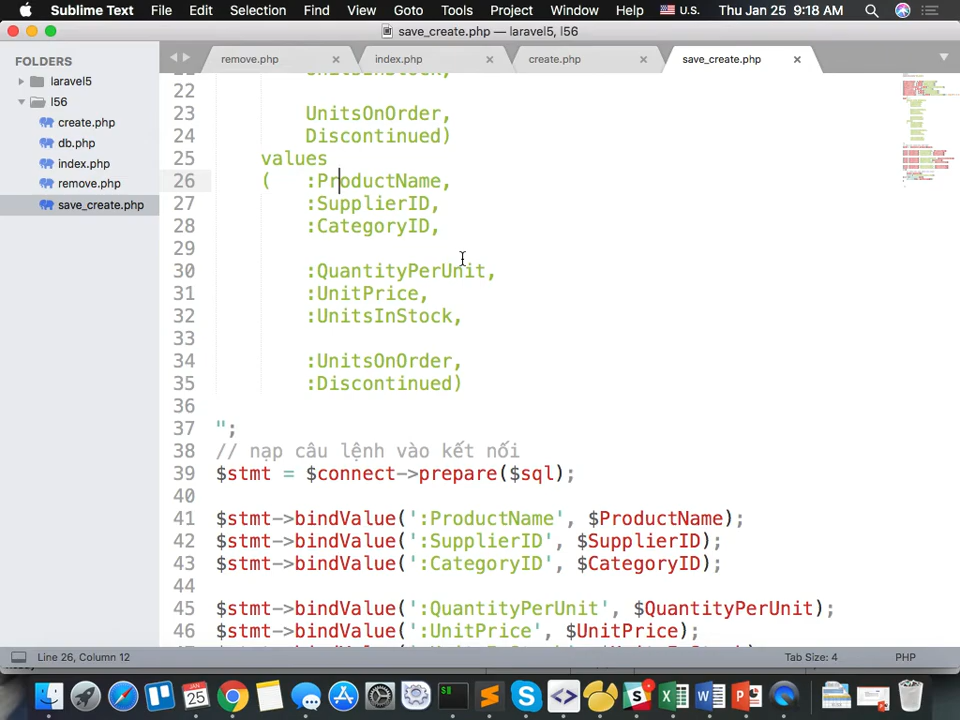 Sublime Text File Edit Selection Find View Goto Tools Project Window Help U.S. Thu Jan 25 9:18 AM
save_create.php — laravel5, l56
FOLDERS
laravel5
l56
create.php
db.php
index.php
remove.php
save_create.php
remove.php × index.php × create.php × save_create.php ×
22
23 UnitsOnOrder,
24 Discontinued)
25 values
26 ( :ProductName,
27 :SupplierID,
28 :CategoryID,
29
30 :QuantityPerUnit,
31 :UnitPrice,
32 :UnitsInStock,
33
34 :UnitsOnOrder,
35 :Discontinued)
36
37 ";
38 // nạp câu lệnh vào kết nối
39 $stmt = $connect->prepare($sql);
40
41 $stmt->bindValue(':ProductName', $ProductName);
42 $stmt->bindValue(':SupplierID', $SupplierID);
43 $stmt->bindValue(':CategoryID', $CategoryID);
44
45 $stmt->bindValue(':QuantityPerUnit', $QuantityPerUnit);
46 $stmt->bindValue(':UnitPrice', $UnitPrice);
Line 26, Column 12 Tab Size: 4 PHP
JAN
25